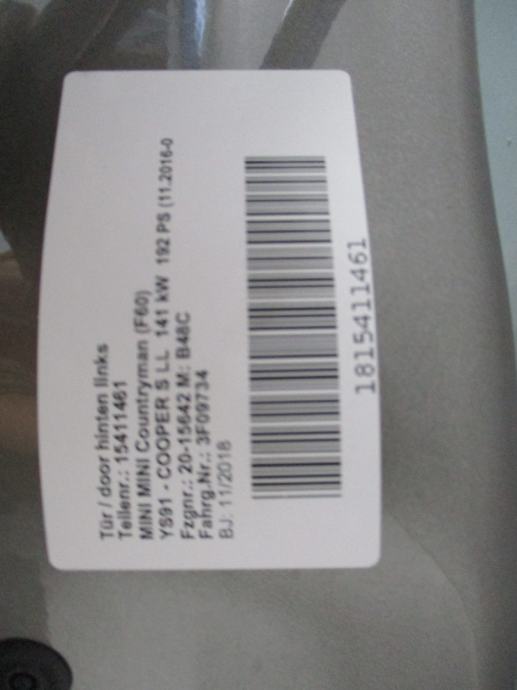 Tür / door hinten links
Teilenr.: 15411461
MINI MINI Countryman (F60)
YS91 - COOPER S LL 141 kW 192 PS (11.2016-0
Fzgnr.: 20-15642 M: B48C
Fahrg.Nr.: 3F09734
BJ: 11/2018
1815411461